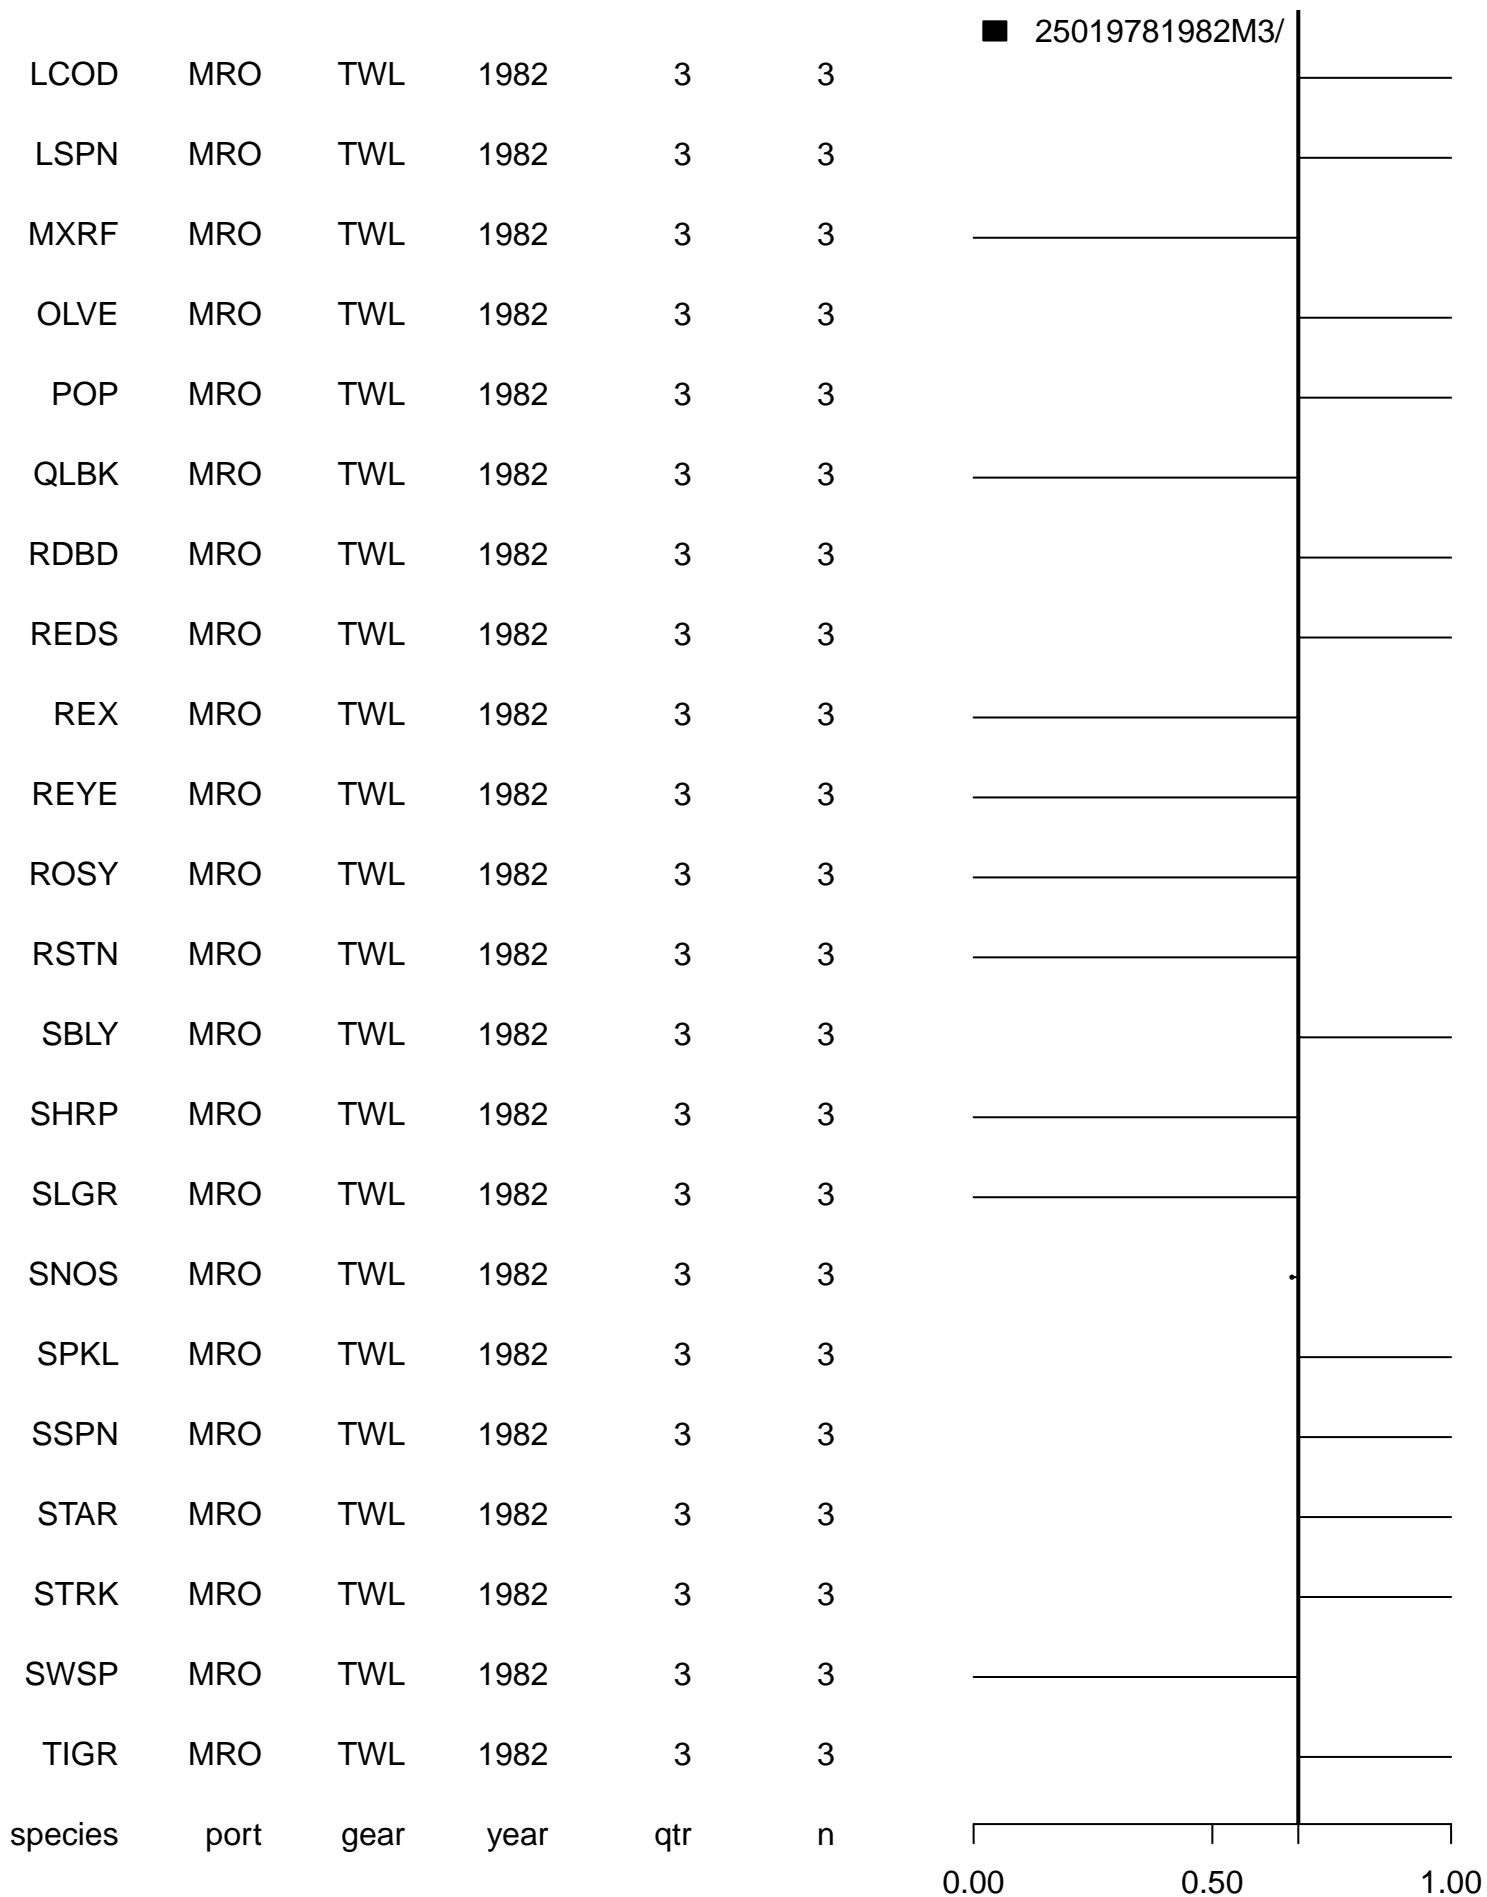 25019781982M3/
LCOD MRO TWL 1982 3 3
LSPN MRO TWL 1982 3 3
MXRF MRO TWL 1982 3 3
OLVE MRO TWL 1982 3 3
POP MRO TWL 1982 3 3
QLBK MRO TWL 1982 3 3
RDBD MRO TWL 1982 3 3
REDS MRO TWL 1982 3 3
REX MRO TWL 1982 3 3
REYE MRO TWL 1982 3 3
ROSY MRO TWL 1982 3 3
RSTN MRO TWL 1982 3 3
SBLY MRO TWL 1982 3 3
SHRP MRO TWL 1982 3 3
SLGR MRO TWL 1982 3 3
SNOS MRO TWL 1982 3 3
SPKL MRO TWL 1982 3 3
SSPN MRO TWL 1982 3 3
STAR MRO TWL 1982 3 3
STRK MRO TWL 1982 3 3
SWSP MRO TWL 1982 3 3
TIGR MRO TWL 1982 3 3
species port gear year qtr n
0.00 0.50 1.00